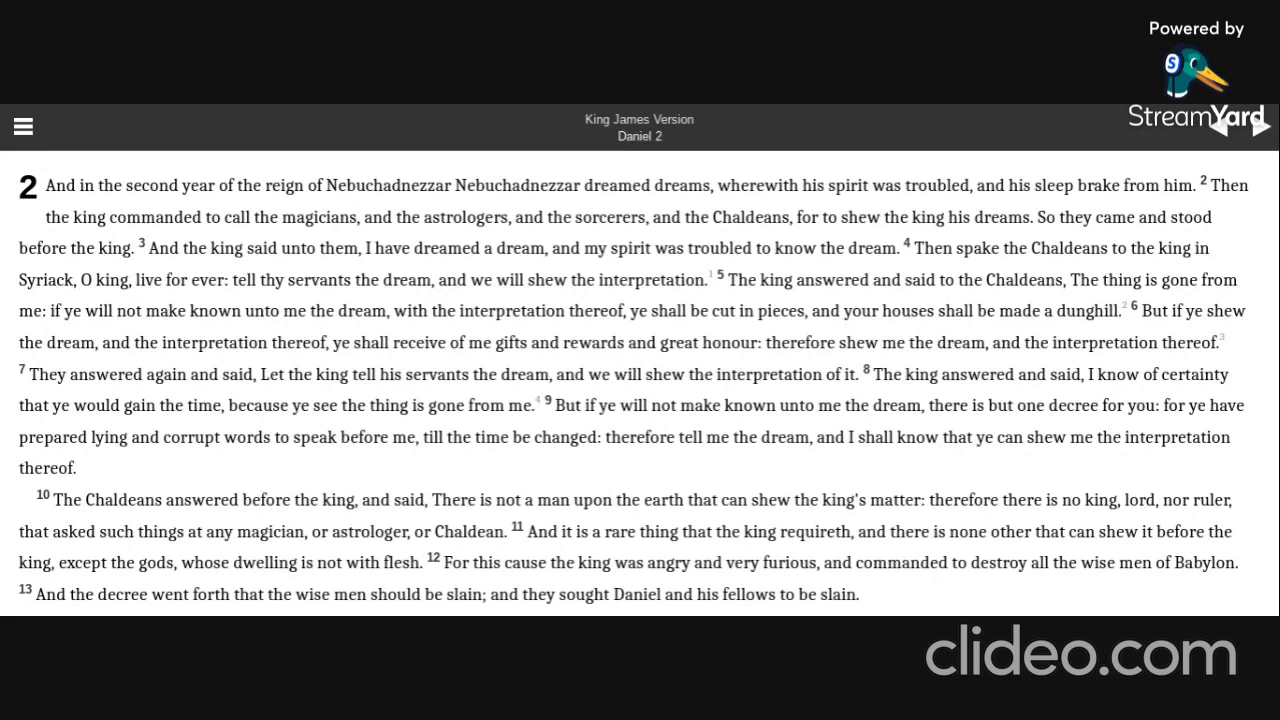 Powered by
StreamYard
King James Version
Daniel 2
2 And in the second year of the reign of Nebuchadnezzar Nebuchadnezzar dreamed dreams, wherewith his spirit was troubled, and his sleep brake from him. 2 Then
the king commanded to call the magicians, and the astrologers, and the sorcerers, and the Chaldeans, for to shew the king his dreams. So they came and stood
before the king. 3 And the king said unto them, I have dreamed a dream, and my spirit was troubled to know the dream. 4 Then spake the Chaldeans to the king in
Syriack, O king, live for ever: tell thy servants the dream, and we will shew the interpretation.1 5 The king answered and said to the Chaldeans, The thing is gone from
me: if ye will not make known unto me the dream, with the interpretation thereof, ye shall be cut in pieces, and your houses shall be made a dunghill.2 6 But if ye shew
the dream, and the interpretation thereof, ye shall receive of me gifts and rewards and great honour: therefore shew me the dream, and the interpretation thereof.3
7 They answered again and said, Let the king tell his servants the dream, and we will shew the interpretation of it. 8 The king answered and said, I know of certainty
that ye would gain the time, because ye see the thing is gone from me.4 9 But if ye will not make known unto me the dream, there is but one decree for you: for ye have
prepared lying and corrupt words to speak before me, till the time be changed: therefore tell me the dream, and I shall know that ye can shew me the interpretation
thereof.
10 The Chaldeans answered before the king, and said, There is not a man upon the earth that can shew the king's matter: therefore there is no king, lord, nor ruler,
that asked such things at any magician, or astrologer, or Chaldean. 11 And it is a rare thing that the king requireth, and there is none other that can shew it before the
king, except the gods, whose dwelling is not with flesh. 12 For this cause the king was angry and very furious, and commanded to destroy all the wise men of Babylon.
13 And the decree went forth that the wise men should be slain; and they sought Daniel and his fellows to be slain.
clideo.com